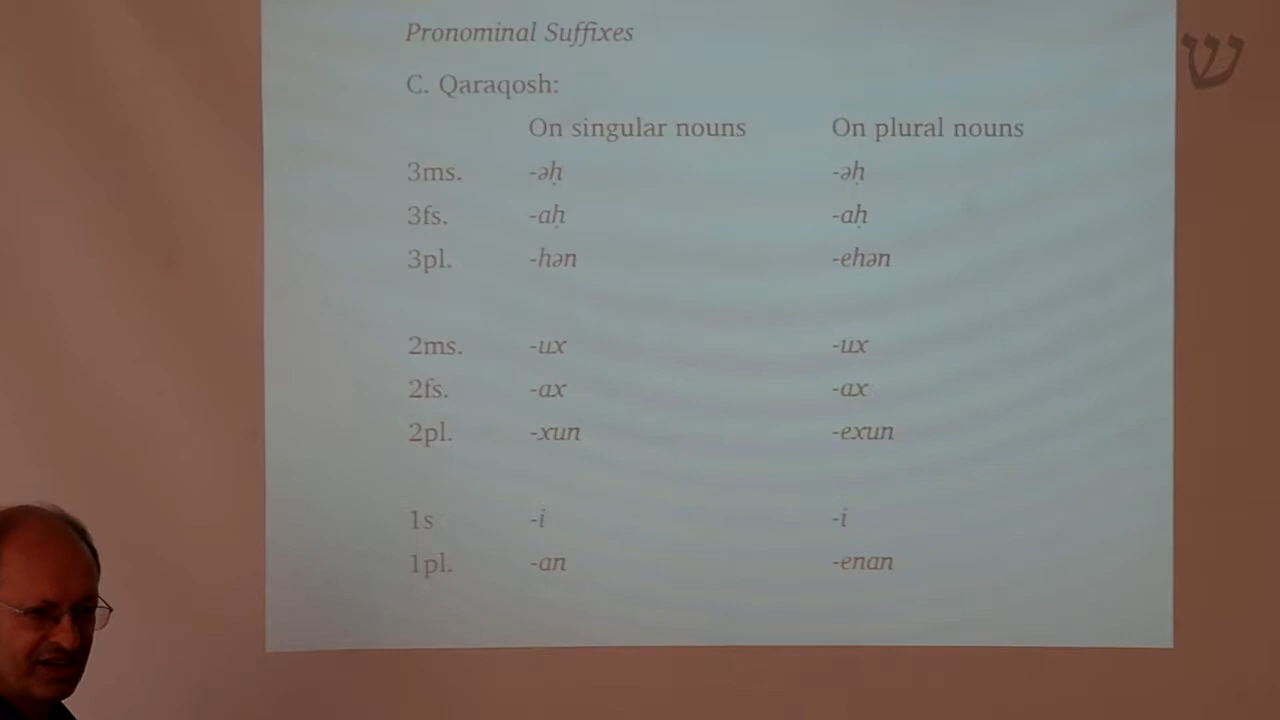 Pronominal Suffixes
ש
C. Qaraqosh:
On singular nouns On plural nouns
3ms. -əḥ -əḥ
3fs. -aḥ -aḥ
3pl. -hən -ehən
2ms. -ux -ux
2fs. -ax -ax
2pl. -xun -exun
1s -i -i
1pl. -an -enan